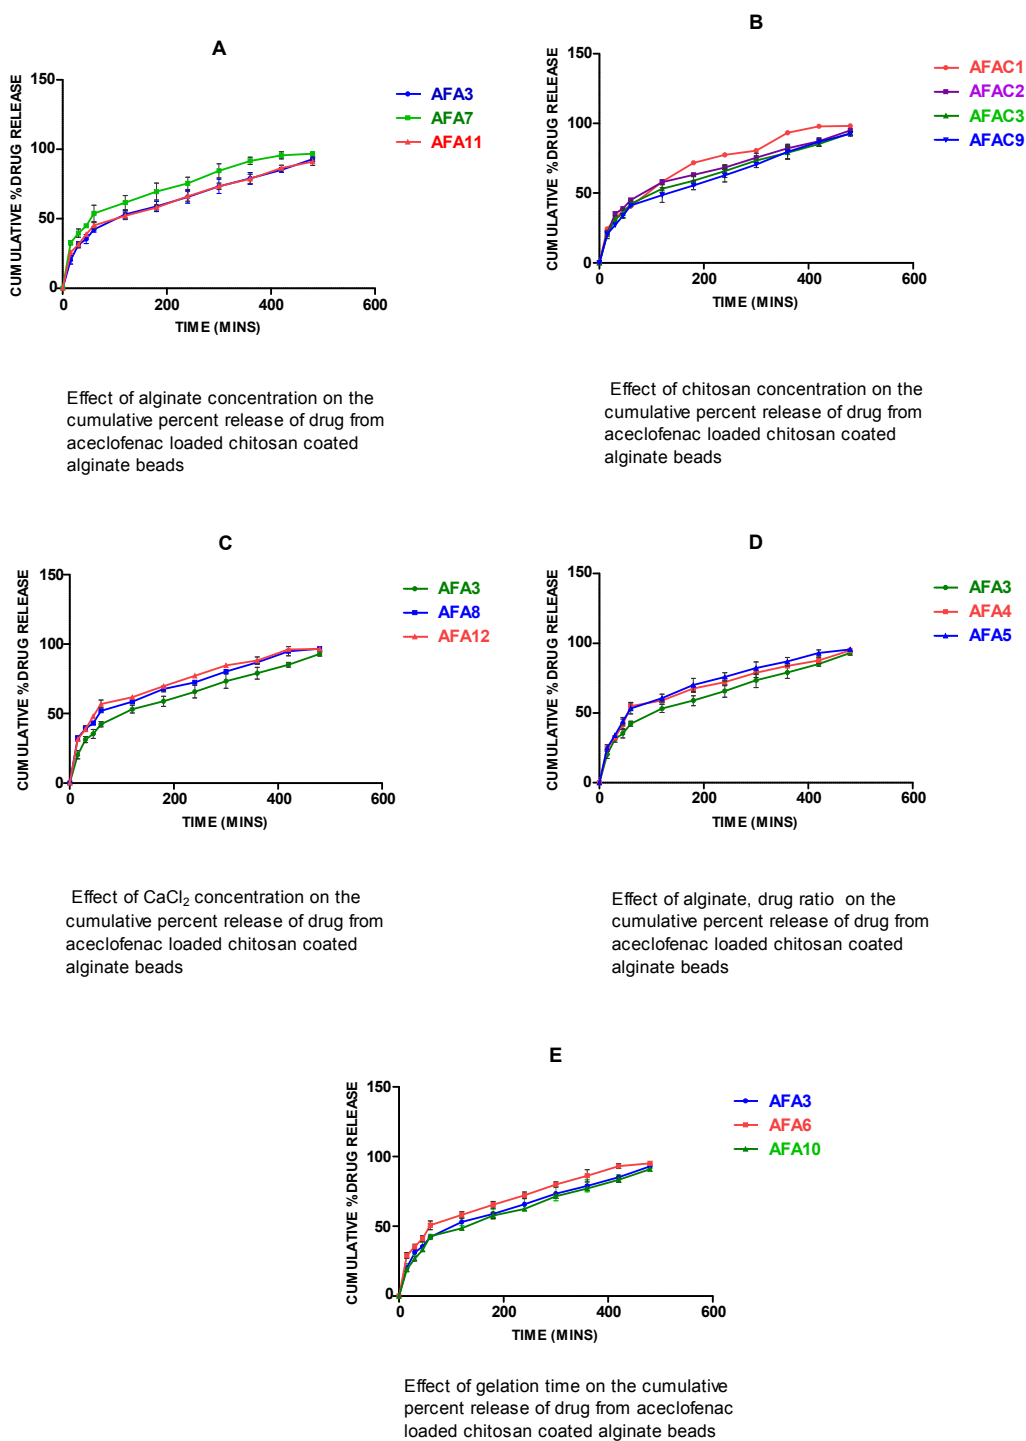 A
CUMULATIVE %DRUG RELEASE
150
100
50
0
0
200
400
600
TIME (MINS)
AFA3
AFA7
AFA11
Effect of alginate concentration on the
cumulative percent release of drug from
aceclofenac loaded chitosan coated
alginate beads
B
CUMULATIVE % DRUG RELEASE
150
100
50
0
0
200
400
600
TIME (MINS)
AFAC1
AFAC2
AFAC3
AFAC9
Effect of chitosan concentration on the
cumulative percent release of drug from
aceclofenac loaded chitosan coated
alginate beads
C
CUMULATIVE % DRUG RELEASE
150
100
50
0
0
200
400
600
TIME (MINS)
AFA3
AFA8
AFA12
Effect of CaCl₂ concentration on the
cumulative percent release of drug from
aceclofenac loaded chitosan coated
alginate beads
D
CUMULATIVE % DRUG RELEASE
150
100
50
0
0
200
400
600
TIME (MINS)
AFA3
AFA4
AFA5
Effect of alginate, drug ratio on the
cumulative percent release of drug from
aceclofenac loaded chitosan coated
alginate beads
E
CUMULATIVE %DRUG RELEASE
150
100
50
0
0
200
400
600
TIME (MINS)
AFA3
AFA6
AFA10
Effect of gelation time on the cumulative
percent release of drug from aceclofenac
loaded chitosan coated alginate beads